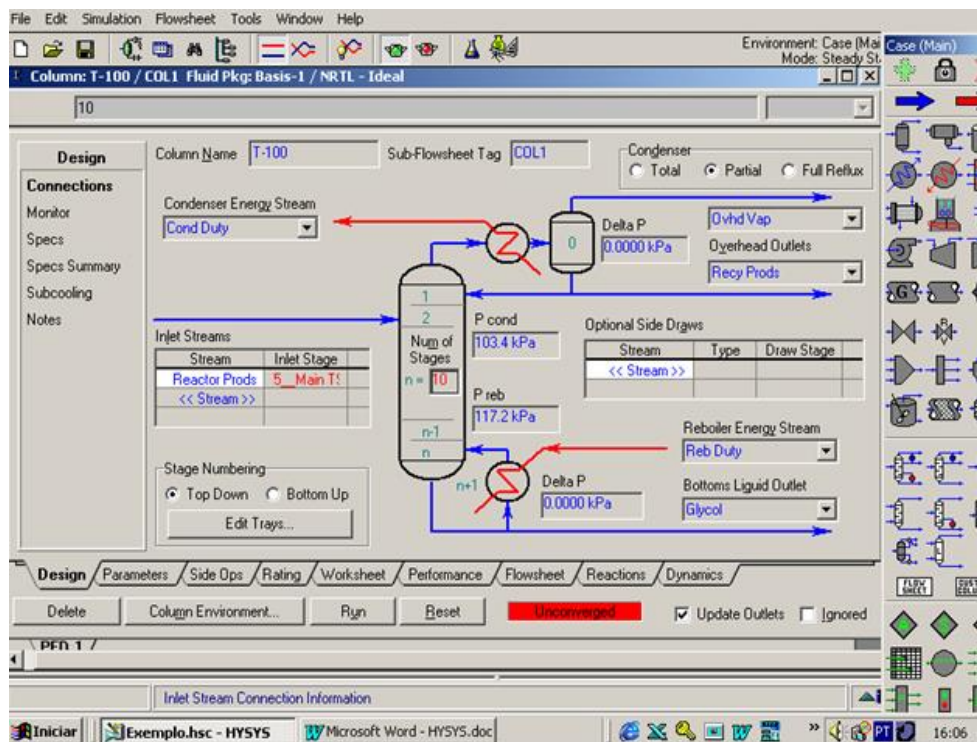 File Edit Simulation Flowsheet Tools Window Help
Environment: Case (Mai
Mode: Steady St
Case (Main)
Column: T-100 / COL1 Fluid Pkg: Basis-1 / NRTL - Ideal
10
Design
Connections
Monitor
Specs
Specs Summary
Subcooling
Notes
Column Name T-100 Sub-Flowsheet Tag COL1
Condenser
Total Partial Full Reflux
Condenser Energy Stream
Cond Duty
0
Delta P
0.0000 kPa
Ovhd Vap
Overhead Outlets
Recy Prods
1
2
Num of
Stages
n = 10
n-1
n
n+1
P cond
103.4 kPa
P reb
117.2 kPa
Delta P
0.0000 kPa
Inlet Streams
Stream Inlet Stage
Reactor Prods 5__Main TS
<< Stream >>
Optional Side Draws
Stream Type Draw Stage
<< Stream >>
Reboiler Energy Stream
Reb Duty
Bottoms Liquid Outlet
Glycol
Stage Numbering
Top Down Bottom Up
Edit Trays...
Design Parameters Side Ops Rating Worksheet Performance Flowsheet Reactions Dynamics
Delete Column Environment... Run Reset Unconverged Update Outlets Ignored
PFD 1
Inlet Stream Connection Information
G
R
FLOW
SHEET
CUST
COLU
Iniciar Exemplo.hsc - HYSYS Microsoft Word - HYSYS.doc PT 16:06